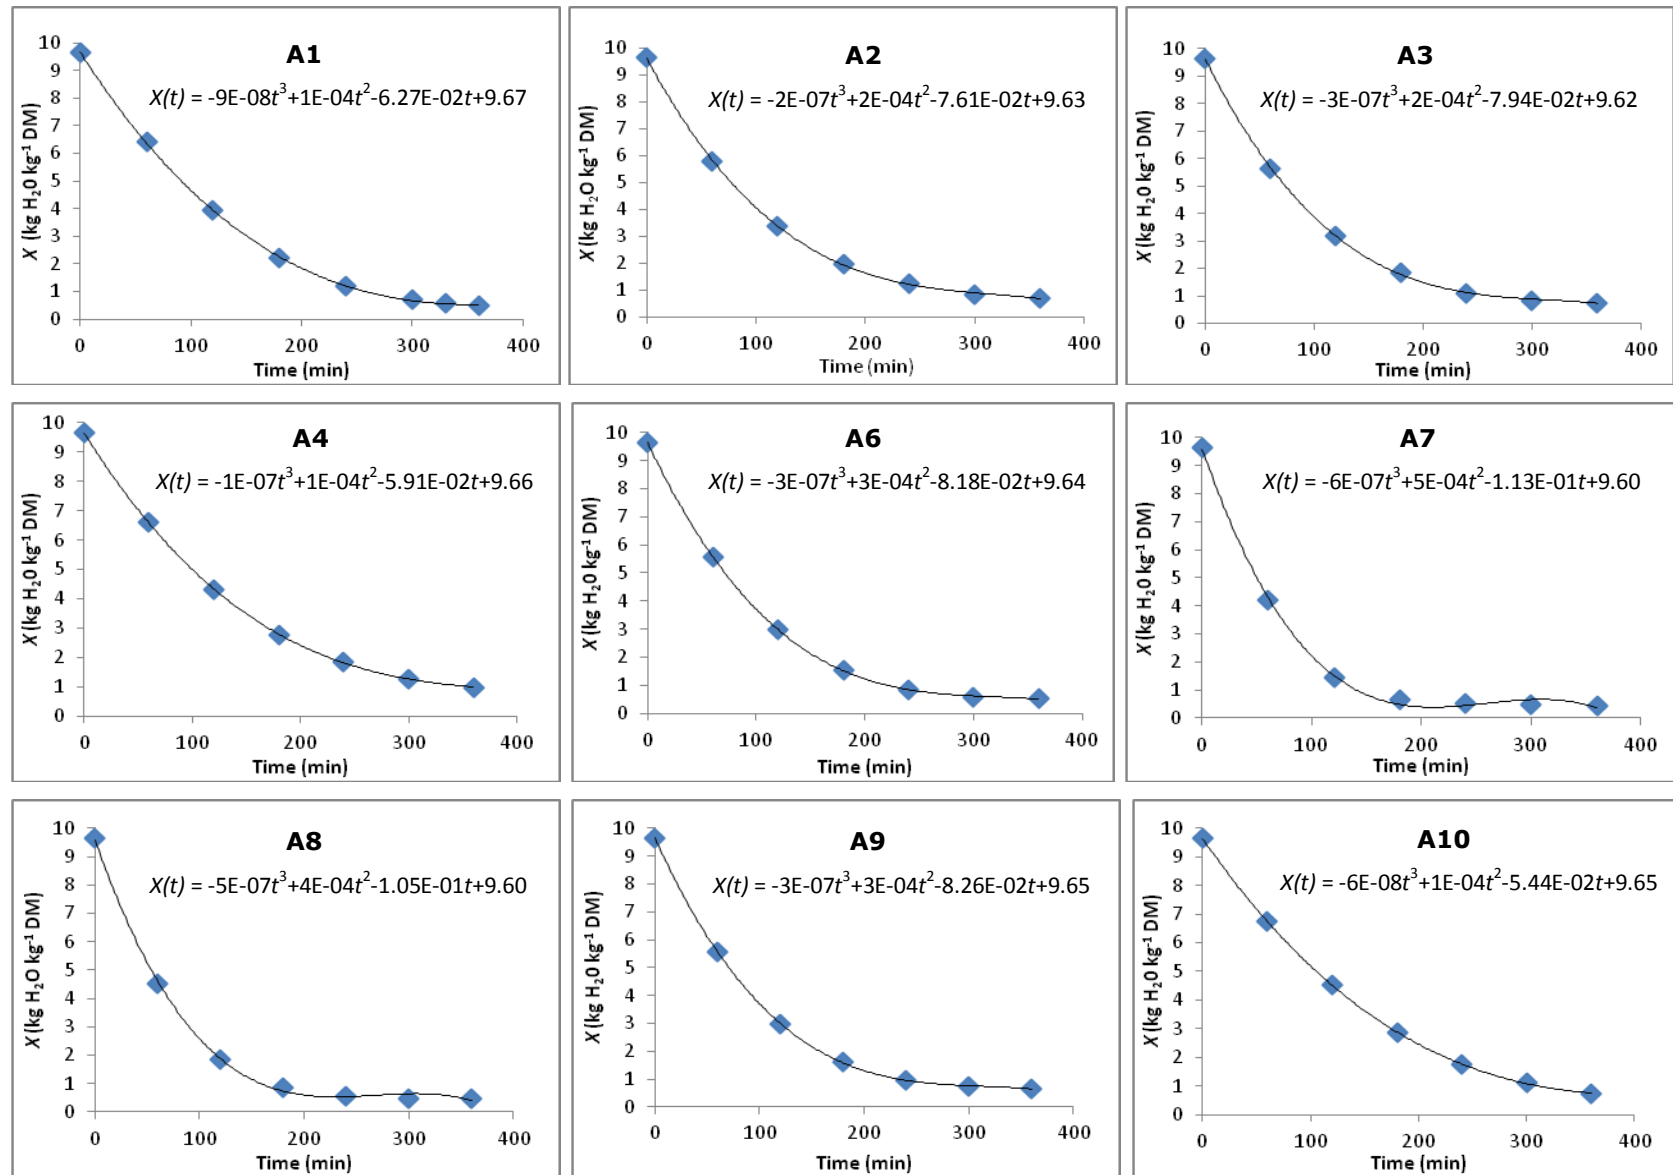 A1
X(t) = -9E-08t³+1E-04t²-6.27E-02t+9.67
X (kg H₂0 kg⁻¹ DM)
10
9
8
7
6
5
4
3
2
1
0
0 100 200 300 400
Time (min)
A2
X(t) = -2E-07t³+2E-04t²-7.61E-02t+9.63
X (kg H₂O kg⁻¹ DM)
10
9
8
7
6
5
4
3
2
1
0
0 100 200 300 400
Time (min)
A3
X(t) = -3E-07t³+2E-04t²-7.94E-02t+9.62
X (kg H₂0 kg⁻¹ DM)
10
9
8
7
6
5
4
3
2
1
0
0 100 200 300 400
Time (min)
A4
X(t) = -1E-07t³+1E-04t²-5.91E-02t+9.66
X (kg H₂0 kg⁻¹ DM)
10
9
8
7
6
5
4
3
2
1
0
0 100 200 300 400
Time (min)
A6
X(t) = -3E-07t³+3E-04t²-8.18E-02t+9.64
X (kg H₂0 kg⁻¹ DM)
10
9
8
7
6
5
4
3
2
1
0
0 100 200 300 400
Time (min)
A7
X(t) = -6E-07t³+5E-04t²-1.13E-01t+9.60
X (kg H₂0 kg⁻¹ DM)
10
9
8
7
6
5
4
3
2
1
0
0 100 200 300 400
Time (min)
A8
X(t) = -5E-07t³+4E-04t²-1.05E-01t+9.60
X (kg H₂O kg⁻¹ DM)
10
9
8
7
6
5
4
3
2
1
0
0 100 200 300 400
Time (min)
A9
X(t) = -3E-07t³+3E-04t²-8.26E-02t+9.65
X (kg H₂0 kg⁻¹ DM)
10
9
8
7
6
5
4
3
2
1
0
0 100 200 300 400
Time (min)
A10
X(t) = -6E-08t³+1E-04t²-5.44E-02t+9.65
X (kg H₂0 kg⁻¹ DM)
10
9
8
7
6
5
4
3
2
1
0
0 100 200 300 400
Time (min)